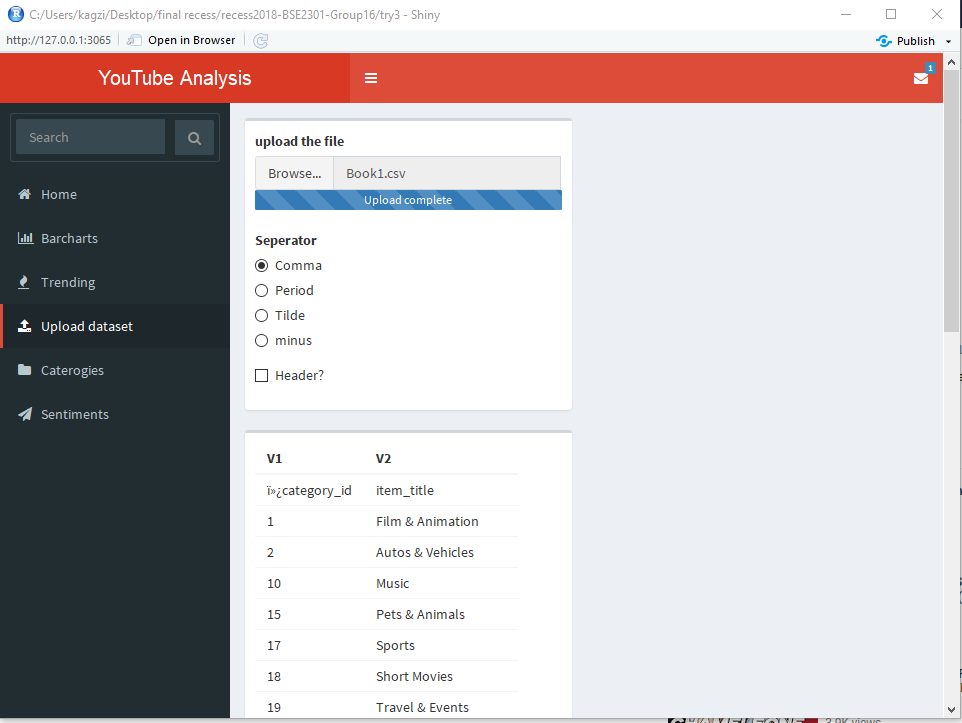 C:/Users/kagzi/Desktop/final recess/recess2018-BSE2301-Group16/try3 - Shiny
http://127.0.0.1:3065 Open in Browser Publish
YouTube Analysis 1
Search
Home
Barcharts
Trending
Upload dataset
Caterogies
Sentiments
upload the file
Browse... Book1.csv
Upload complete
Seperator
Comma
Period
Tilde
minus
Header?
V1 V2
ï»¿category_id item_title
1 Film & Animation
2 Autos & Vehicles
10 Music
15 Pets & Animals
17 Sports
18 Short Movies
19 Travel & Events